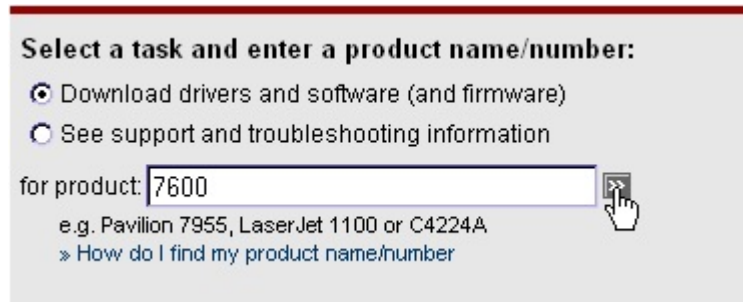 Select a task and enter a product name/number:
Download drivers and software (and firmware)
See support and troubleshooting information
for product: 7600 »
e.g. Pavilion 7955, LaserJet 1100 or C4224A
» How do I find my product name/number